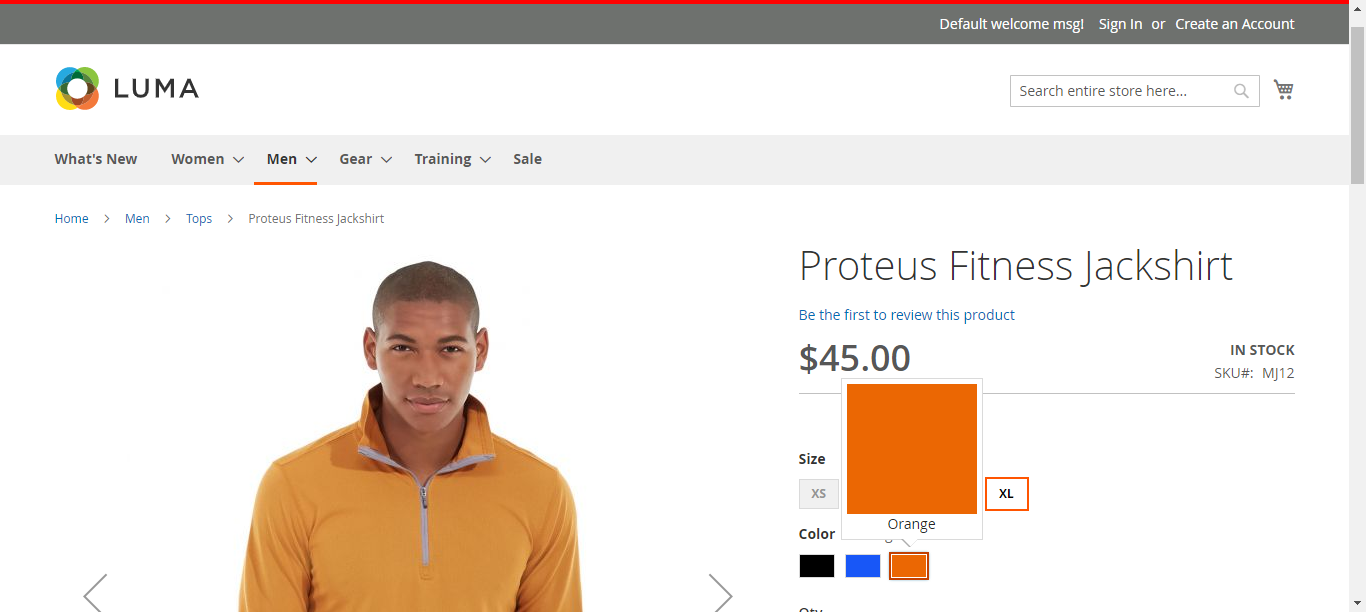 Default welcome msg! Sign In or Create an Account
LUMA
Search entire store here...
What's New Women Men Gear Training Sale
Home > Men > Tops > Proteus Fitness Jackshirt
Proteus Fitness Jackshirt
Be the first to review this product
$45.00
IN STOCK
SKU#: MJ12
Size
XS
XL
Orange
Color
Qty